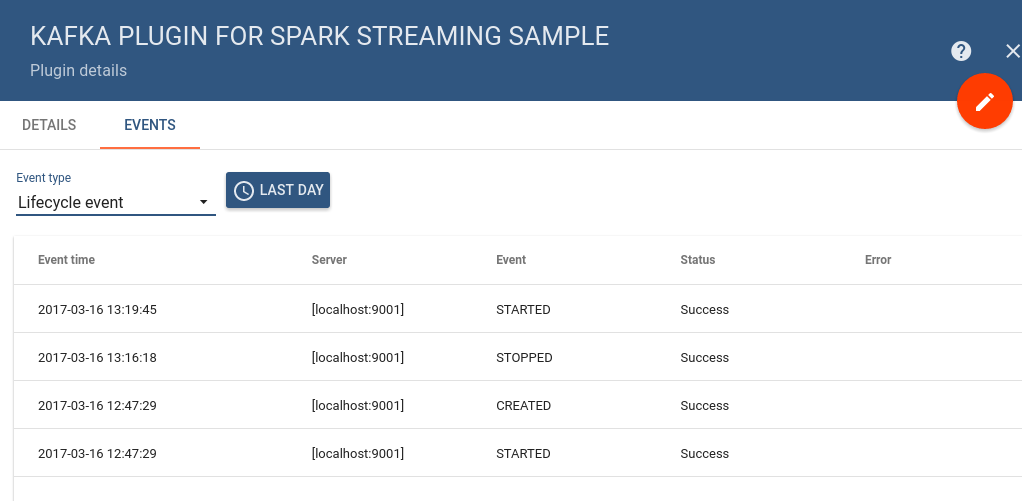 KAFKA PLUGIN FOR SPARK STREAMING SAMPLE
Plugin details
DETAILS EVENTS
Event type
Lifecycle event
LAST DAY
Event time Server Event Status Error
2017-03-16 13:19:45 [localhost:9001] STARTED Success
2017-03-16 13:16:18 [localhost:9001] STOPPED Success
2017-03-16 12:47:29 [localhost:9001] CREATED Success
2017-03-16 12:47:29 [localhost:9001] STARTED Success